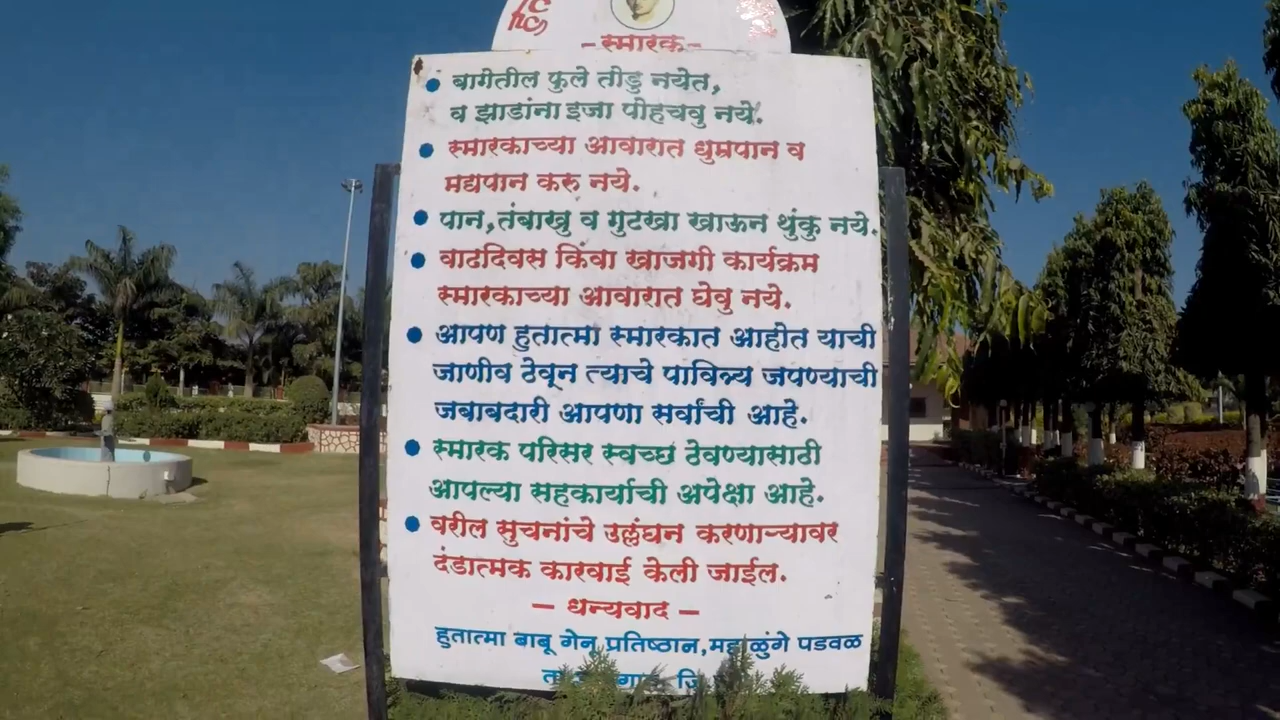 - स्मारक -
बागेतील फुले तोडु नयेत,
व झाडांना इजा पोहचवु नये.
स्मारकाच्या आवारात धुम्रपान व
मद्यपान करु नये.
पान,तंबाखु व गुटखा खाऊन थुंकु नये.
वाढदिवस किंवा खाजगी कार्यक्रम
स्मारकाच्या आवारात घेवु नये.
आपण हुतात्मा स्मारकात आहोत याची
जाणीव ठेवून त्याचे पावित्र्य जपण्याची
जबाबदारी आपणा सर्वांची आहे.
स्मारक परिसर स्वच्छ ठेवण्यासाठी
आपल्या सहकार्याची अपेक्षा आहे.
वरील सुचनांचे उल्लंघन करणाऱ्यावर
दंडात्मक कारवाई केली जाईल.
- धन्यवाद -
हुतात्मा बाबू गेनू प्रतिष्ठान,महाळुंगे पडवळ